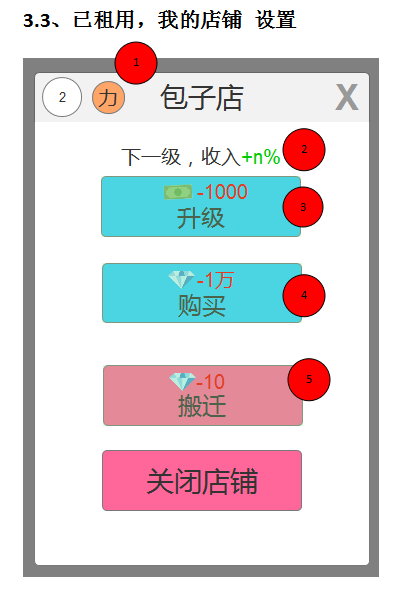 3.3、已租用，我的店铺 设置
1
2 力 包子店 X
下一级，收入+n% 2
-1000
升级 3
-1万
购买 4
-10 5
搬迁
关闭店铺